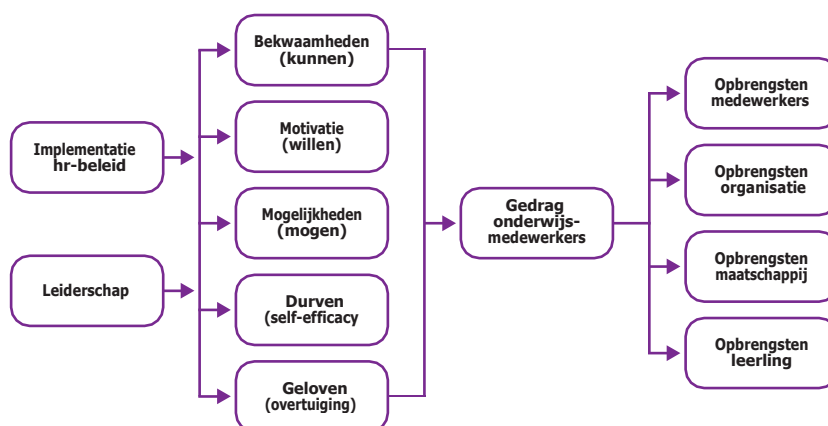 Implementatie
hr-beleid
Leiderschap
Bekwaamheden
(kunnen)
Motivatie
(willen)
Mogelijkheden
(mogen)
Durven
(self-efficacy
Geloven
(overtuiging)
Gedrag
onderwijs-
medewerkers
Opbrengsten
medewerkers
Opbrengsten
organisatie
Opbrengsten
maatschappij
Opbrengsten
leerling